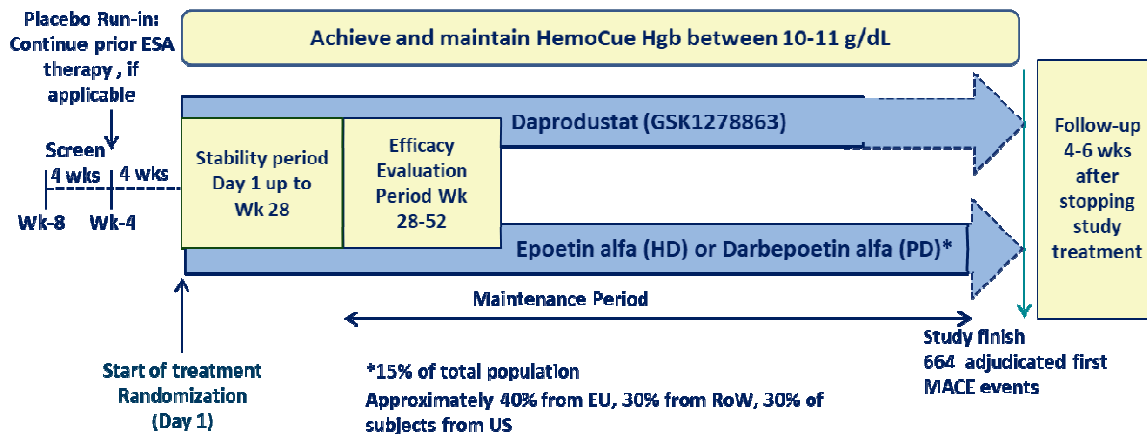 Placebo Run-in:
Continue prior ESA
therapy , if
applicable
Achieve and maintain HemoCue Hgb between 10-11 g/dL
Daprodustat (GSK1278863)
Screen
4 wks
4 wks
Wk-8
Wk-4
Stability period
Day 1 up to
Wk 28
Efficacy
Evaluation
Period Wk
28-52
Epoetin alfa (HD) or Darbepoetin alfa (PD)*
Follow-up
4-6 wks
after
stopping
study
treatment
Maintenance Period
Start of treatment
Randomization
(Day 1)
*15% of total population
Approximately 40% from EU, 30% from RoW, 30% of
subjects from US
Study finish
664 adjudicated first
MACE events